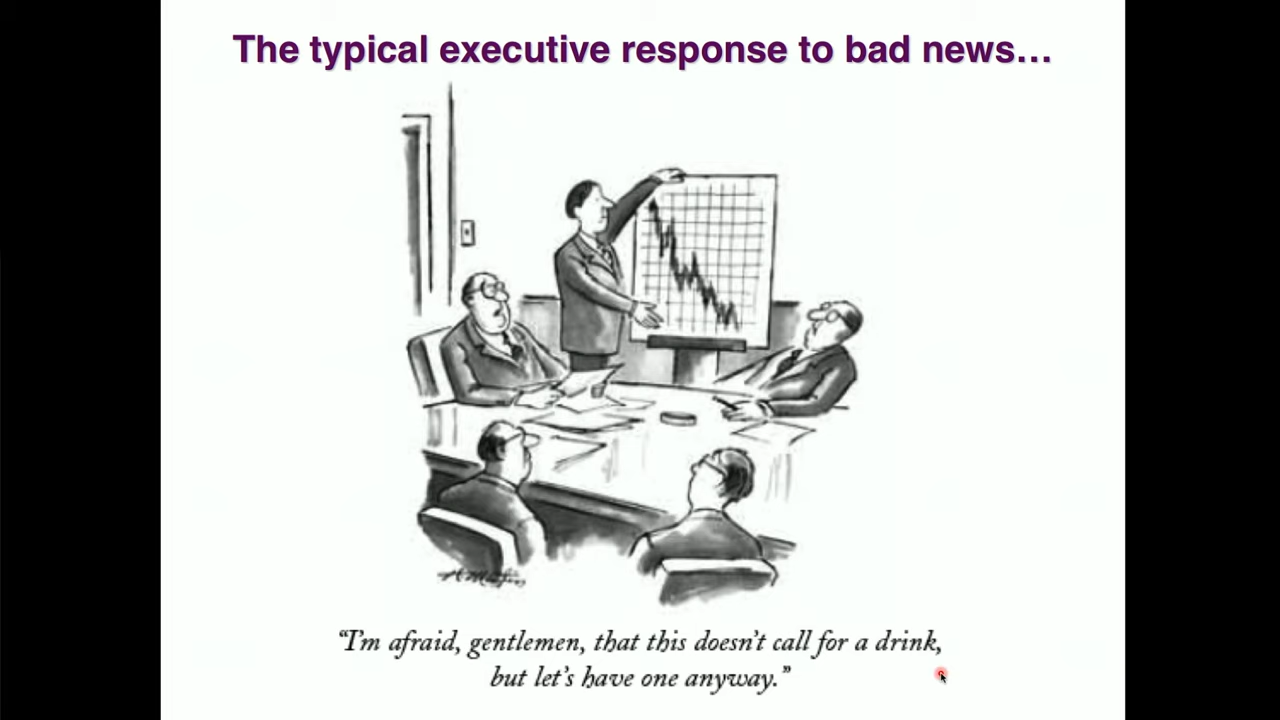 The typical executive response to bad news…
“I’m afraid, gentlemen, that this doesn’t call for a drink,
but let’s have one anyway.”